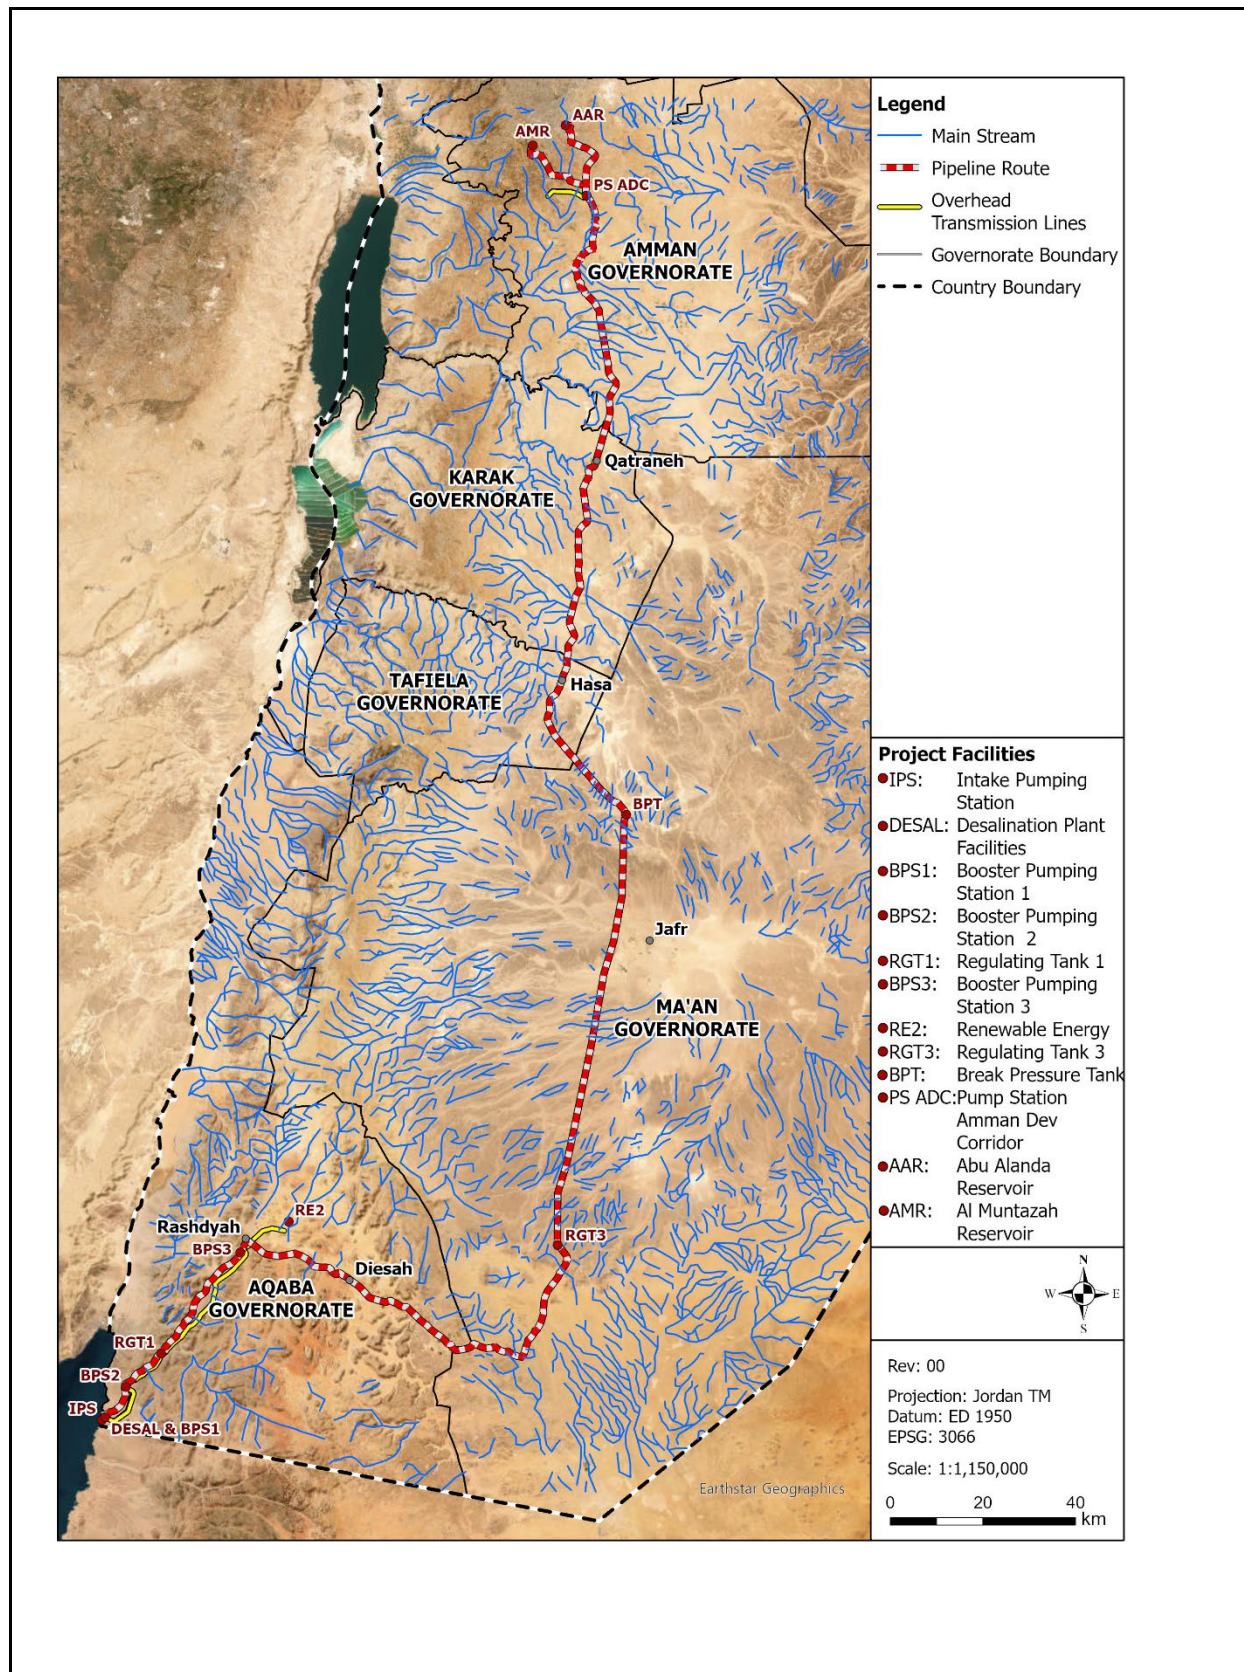 AAR
AMR
PS ADC
AMMAN
GOVERNORATE
Qatraneh
KARAK
GOVERNORATE
Hasa
TAFIELA
GOVERNORATE
BPT
Jafr
MA'AN
GOVERNORATE
RE2
Rashdyah
BPS3
RGT3
Diesah
AQABA
GOVERNORATE
RGT1
BPS2
IPS
DESAL & BPS1
Earthstar Geographics
Legend
Main Stream
Pipeline Route
Overhead
Transmission Lines
Governorate Boundary
Country Boundary
Project Facilities
IPS: Intake Pumping
Station
DESAL: Desalination Plant
Facilities
BPS1: Booster Pumping
Station 1
BPS2: Booster Pumping
Station 2
RGT1: Regulating Tank 1
BPS3: Booster Pumping
Station 3
RE2: Renewable Energy
RGT3: Regulating Tank 3
BPT: Break Pressure Tank
PS ADC:Pump Station
Amman Dev
Corridor
AAR: Abu Alanda
Reservoir
AMR: Al Muntazah
Reservoir
N
W E
S
Rev: 00
Projection: Jordan TM
Datum: ED 1950
EPSG: 3066
Scale: 1:1,150,000
0 20 40
km